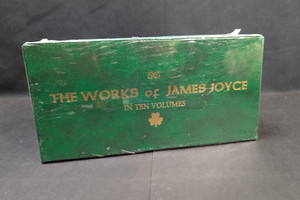 THE WORKS of JAMES JOYCE
IN TEN VOLUMES